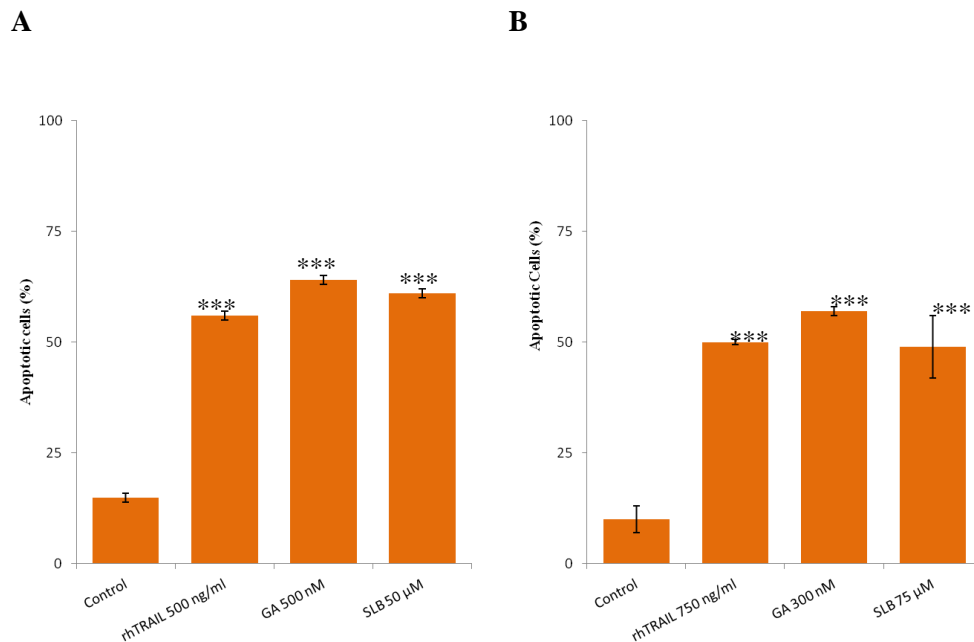 A
B
100
75
50
25
0
Apoptotic cells (%)
***
***
***
Control
rhTRAIL 500 ng/ml
GA 500 nM
SLB 50 µM
100
75
50
25
0
Apoptotic Cells (%)
***
***
***
Control
rhTRAIL 750 ng/ml
GA 300 nM
SLB 75 µM